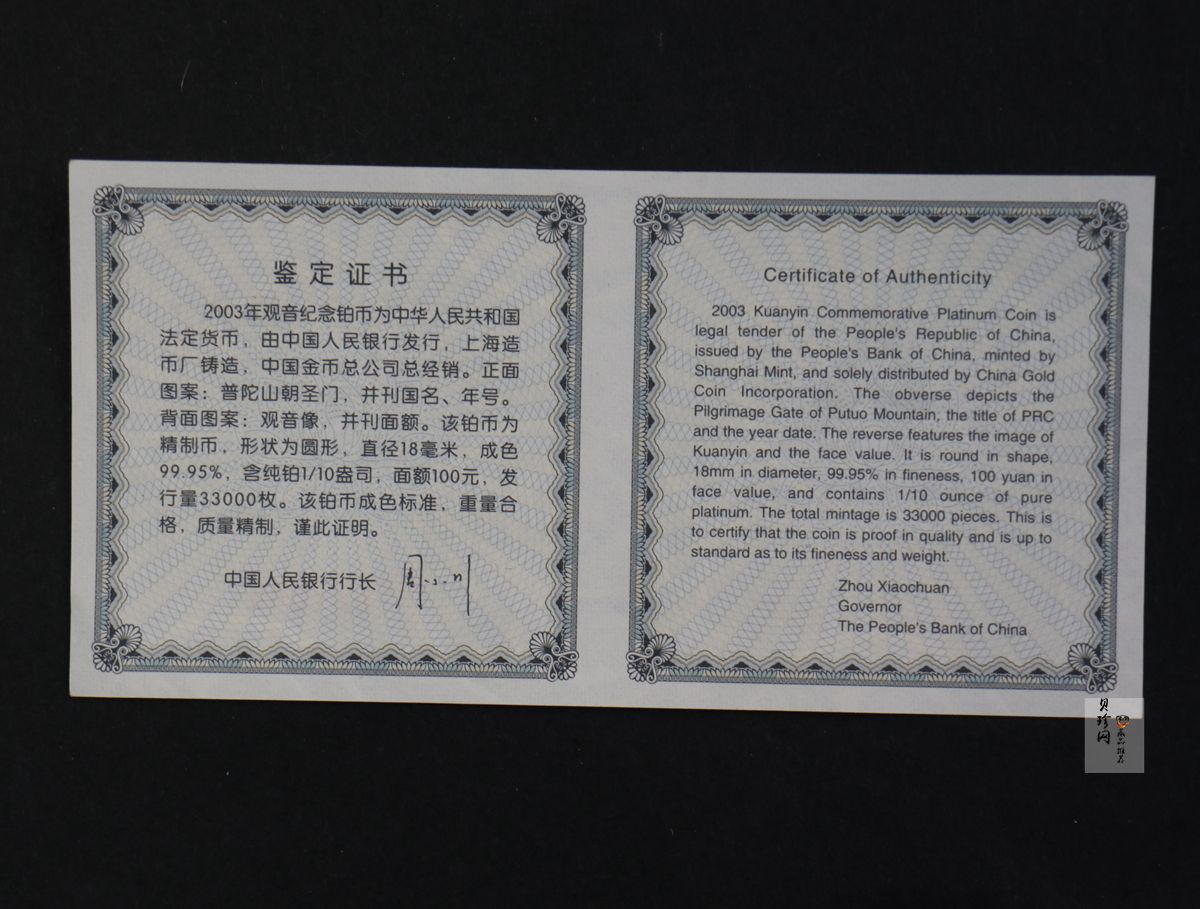 鉴定证书
2003年观音纪念铂币为中华人民共和国
法定货币，由中国人民银行发行，上海造
币厂铸造，中国金币总公司总经销。正面
图案：普陀山朝圣门，并刊国名、年号。
背面图案：观音像，并刊面额。该铂币为
精制币，形状为圆形，直径18毫米，成色
99.95%，含纯铂1/10盎司，面额100元，发
行量33000枚。该铂币成色标准，重量合
格，质量精制，谨此证明。
中国人民银行行长 周小川
Certificate of Authenticity
2003 Kuanyin Commemorative Platinum Coin is
legal tender of the People's Republic of China,
issued by the People's Bank of China, minted by
Shanghai Mint, and solely distributed by China Gold
Coin Incorporation. The obverse depicts the
Pilgrimage Gate of Putuo Mountain, the title of PRC
and the year date. The reverse features the image of
Kuanyin and the face value. It is round in shape,
18mm in diameter, 99.95% in fineness, 100 yuan in
face value, and contains 1/10 ounce of pure
platinum. The total mintage is 33000 pieces. This is
to certify that the coin is proof in quality and is up to
standard as to its fineness and weight.
Zhou Xiaochuan
Governor
The People's Bank of China
贝珍网
藏品推荐